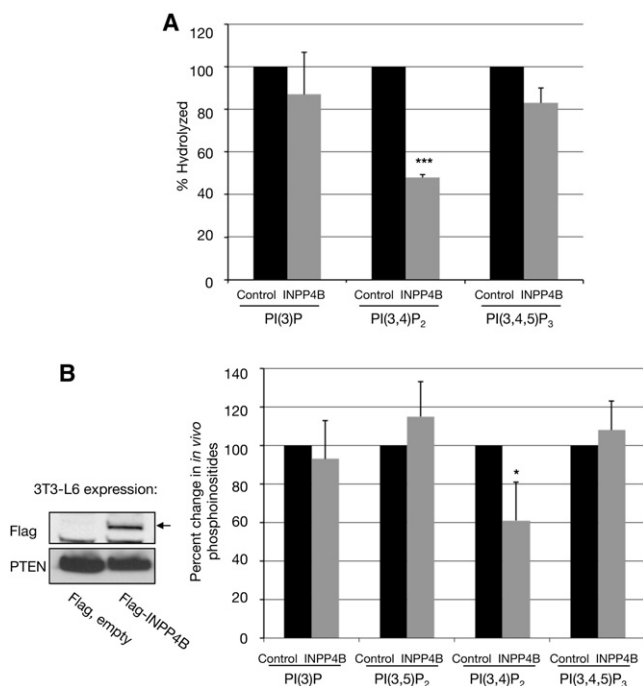 A
120
100
80
60
40
20
0
% Hydrolyzed
***
Control INPP4B Control INPP4B Control INPP4B
PI(3)P PI(3,4)P₂ PI(3,4,5)P₃
B
3T3-L6 expression:
Flag
PTEN
Flag, empty
Flag-INPP4B
140
120
100
80
60
40
20
0
Percent change in in vivo
phosphoinositides
*
Control INPP4B Control INPP4B Control INPP4B Control INPP4B
PI(3)P PI(3,5)P₂ PI(3,4)P₂ PI(3,4,5)P₃